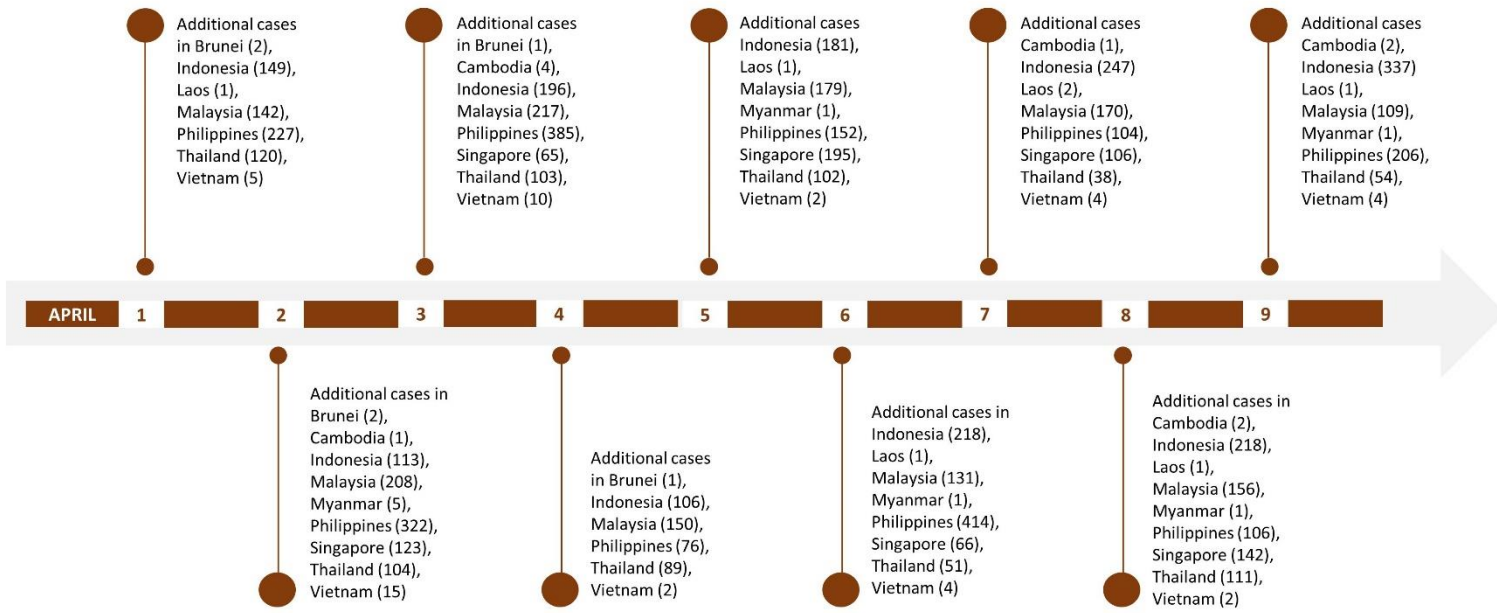 Additional cases
in Brunei (2),
Indonesia (149),
Laos (1),
Malaysia (142),
Philippines (227),
Thailand (120),
Vietnam (5)
Additional cases
in Brunei (1),
Cambodia (4),
Indonesia (196),
Malaysia (217),
Philippines (385),
Singapore (65),
Thailand (103),
Vietnam (10)
Additional cases
Indonesia (181),
Laos (1),
Malaysia (179),
Myanmar (1),
Philippines (152),
Singapore (195),
Thailand (102),
Vietnam (2)
Additional cases
Cambodia (1),
Indonesia (247)
Laos (2),
Malaysia (170),
Philippines (104),
Singapore (106),
Thailand (38),
Vietnam (4)
Additional cases
Cambodia (2),
Indonesia (337)
Laos (1),
Malaysia (109),
Myanmar (1),
Philippines (206),
Thailand (54),
Vietnam (4)
APRIL 1 2 3 4 5 6 7 8 9
Additional cases in
Brunei (2),
Cambodia (1),
Indonesia (113),
Malaysia (208),
Myanmar (5),
Philippines (322),
Singapore (123),
Thailand (104),
Vietnam (15)
Additional cases
in Brunei (1),
Indonesia (106),
Malaysia (150),
Philippines (76),
Thailand (89),
Vietnam (2)
Additional cases in
Indonesia (218),
Laos (1),
Malaysia (131),
Myanmar (1),
Philippines (414),
Singapore (66),
Thailand (51),
Vietnam (4)
Additional cases in
Cambodia (2),
Indonesia (218),
Laos (1),
Malaysia (156),
Myanmar (1),
Philippines (106),
Singapore (142),
Thailand (111),
Vietnam (2)